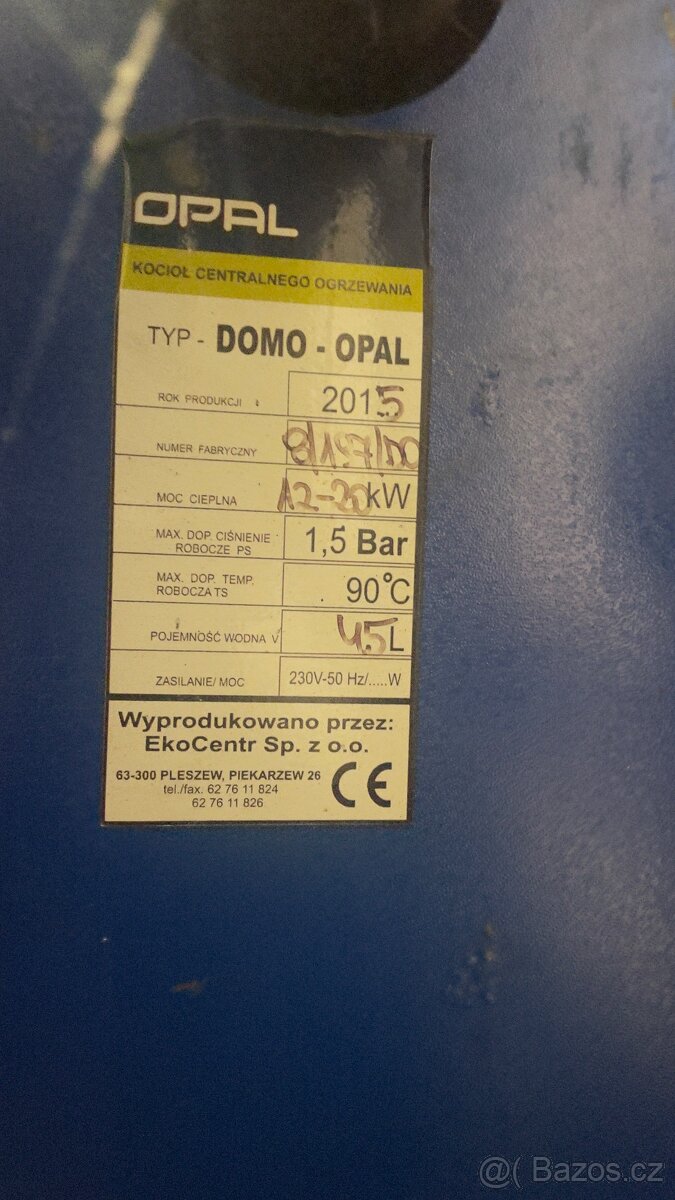 OPAL
KOCIOŁ CENTRALNEGO OGRZEWANIA
TYP - DOMO - OPAL
ROK PRODUKCJI 2015
NUMER FABRYCZNY
MOC CIEPLNA 12-20kW
MAX. DOP. CIŚNIENIE
ROBOCZE PS 1,5 Bar
MAX. DOP. TEMP.
ROBOCZA TS 90°C
POJEMNOŚĆ WODNA V 45L
ZASILANIE/ MOC 230V-50 Hz/.....W
Wyprodukowano przez:
EkoCentr Sp. z o.o.
63-300 PLESZEW, PIEKARZEW 26
tel./fax. 62 76 11 824
62 76 11 826
CE
@( Bazos.cz